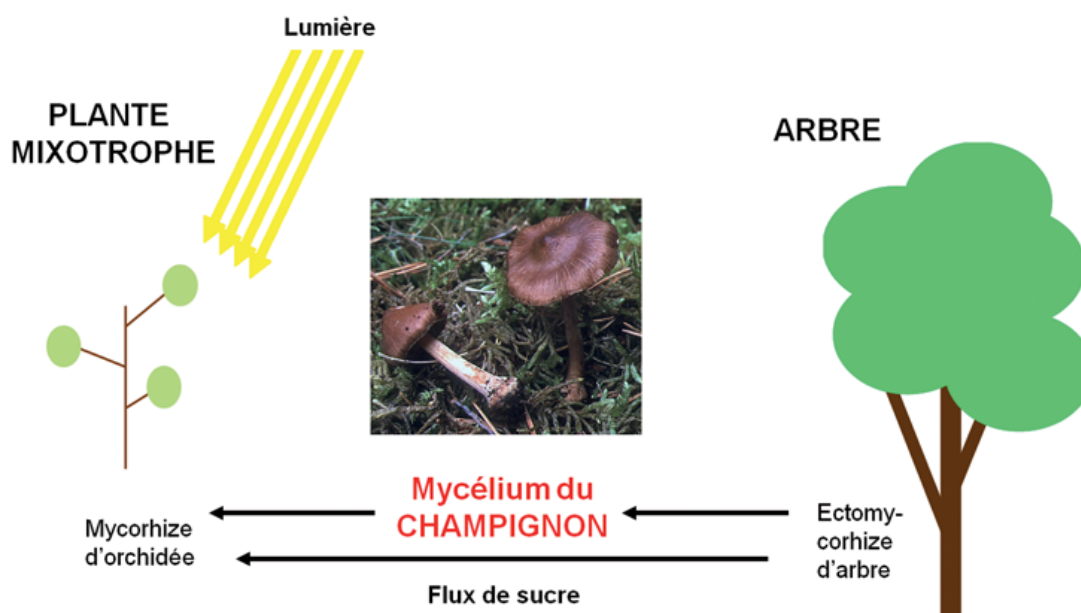 Lumière
PLANTE
MIXOTROPHE
ARBRE
Mycélium du
CHAMPIGNON
Mycorhize
d'orchidée
Ectomy-
corhize
d'arbre
Flux de sucre